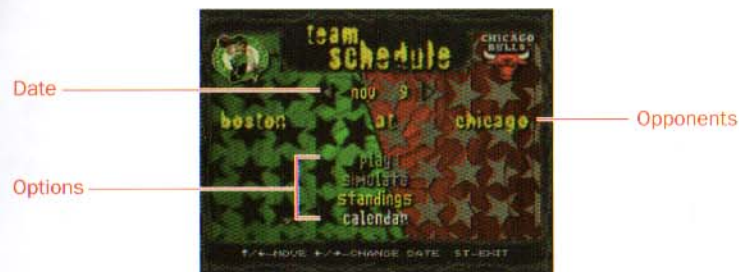 team
schedule
CHICAGO
BULLS
Date
nov 9
boston at chicago
Opponents
Options
play
simulate
standings
calendar
↑/←-MOVE ←/→-CHANGE DATE ST-EXIT